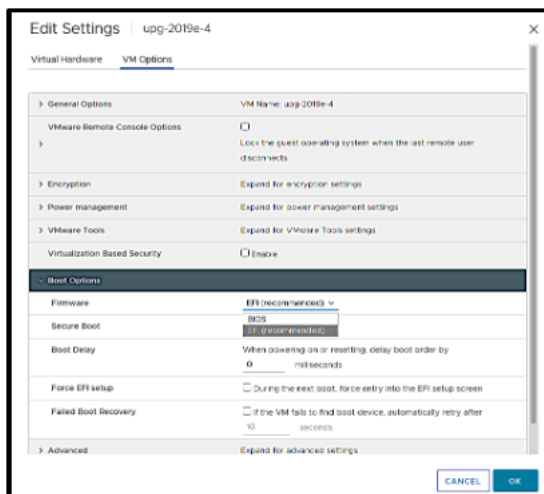 Edit Settings | upg-2019e-4
Virtual Hardware VM Options
General Options VM Name: upg-2019e-4
VMware Remote Console Options
Lock the guest operating system when the last remote user
disconnects
Encryption Expand for encryption settings
Power management Expand for power management settings
VMware Tools Expand for VMware Tools settings
Virtualization Based Security Enable
Boot Options
Firmware EFI (recommended)
BIOS
EFI (recommended)
Secure Boot
Boot Delay When powering on or resetting, delay boot order by
0 milliseconds
Force EFI setup During the next boot, force entry into the EFI setup screen
Failed Boot Recovery If the VM fails to find boot device, automatically retry after
10 seconds
Advanced Expand for advanced settings
CANCEL OK